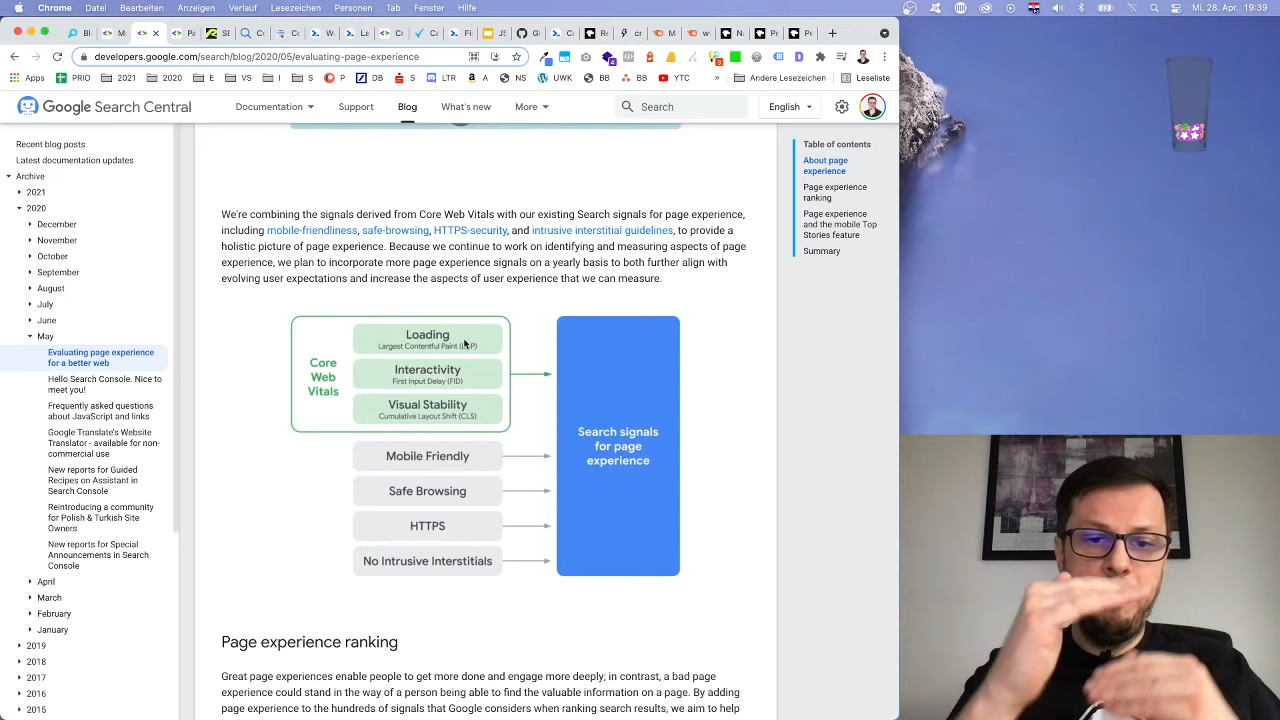 Chrome Datei Bearbeiten Anzeigen Verlauf Lesezeichen Personen Tab Fenster Hilfe
Mi. 28. Apr. 19:39
developers.google.com/search/blog/2020/05/evaluating-page-experience
Apps PRIO 2021 2020 E VS I S P DB S A N UWK BB BB YTC » Andere Lesezeichen Leseliste
Google Search Central
Documentation Support Blog What's new More Search English
Recent blog posts
Latest documentation updates
Archive
2021
2020
December
November
October
September
August
July
June
May
Evaluating page experience
for a better web
Hello Search Console. Nice to
meet you!
Frequently asked questions
about JavaScript and links
Google Translate's Website
Translator - available for non-
commercial use
New reports for Guided
Recipes on Assistant in
Search Console
Reintroducing a community
for Polish & Turkish Site
Owners
New reports for Special
Announcements in Search
Console
April
March
February
January
2019
2018
2017
2016
2015
We're combining the signals derived from Core Web Vitals with our existing Search signals for page experience,
including mobile-friendliness, safe-browsing, HTTPS-security, and intrusive interstitial guidelines, to provide a
holistic picture of page experience. Because we continue to work on identifying and measuring aspects of page
experience, we plan to incorporate more page experience signals on a yearly basis to both further align with
evolving user expectations and increase the aspects of user experience that we can measure.
Core
Web
Vitals
Loading
Largest Contentful Paint
Interactivity
First Input Delay (FID)
Visual Stability
Cumulative Layout Shift (CLS)
Mobile Friendly
Safe Browsing
HTTPS
No Intrusive Interstitials
Search signals
for page
experience
Page experience ranking
Great page experiences enable people to get more done and engage more deeply; in contrast, a bad page
experience could stand in the way of a person being able to find the valuable information on a page. By adding
page experience to the hundreds of signals that Google considers when ranking search results, we aim to help
Table of contents
About page
experience
Page experience
ranking
Page experience
and the mobile Top
Stories feature
Summary